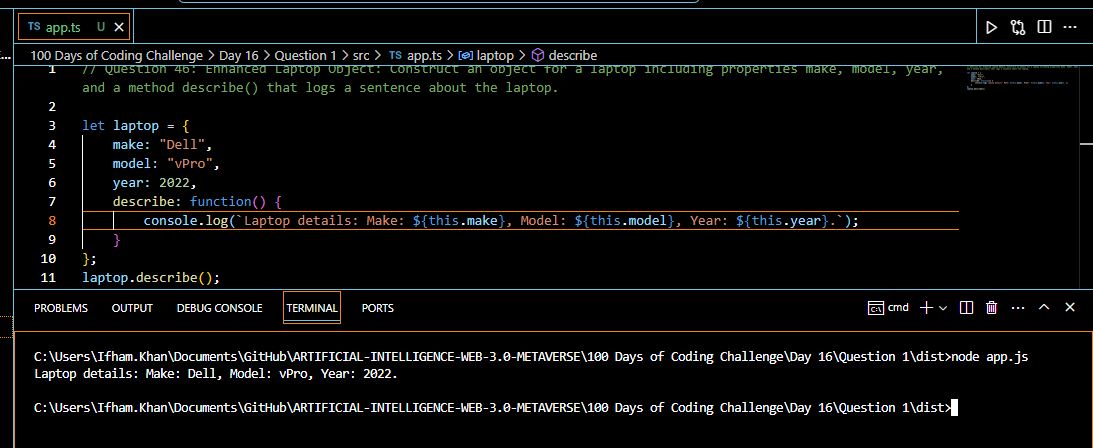 TS app.ts U ×
100 Days of Coding Challenge > Day 16 > Question 1 > src > TS app.ts > laptop > describe
1 // Question 46: Enhanced Laptop Object: Construct an object for a laptop including properties make, model, year,
and a method describe() that logs a sentence about the laptop.
2
3 let laptop = {
4 make: "Dell",
5 model: "vPro",
6 year: 2022,
7 describe: function() {
8 console.log(`Laptop details: Make: ${this.make}, Model: ${this.model}, Year: ${this.year}.`);
9 }
10 };
11 laptop.describe();
PROBLEMS OUTPUT DEBUG CONSOLE TERMINAL PORTS cmd
C:\Users\Ifham.Khan\Documents\GitHub\ARTIFICIAL-INTELLIGENCE-WEB-3.0-METAVERSE\100 Days of Coding Challenge\Day 16\Question 1\dist>node app.js
Laptop details: Make: Dell, Model: vPro, Year: 2022.
C:\Users\Ifham.Khan\Documents\GitHub\ARTIFICIAL-INTELLIGENCE-WEB-3.0-METAVERSE\100 Days of Coding Challenge\Day 16\Question 1\dist>